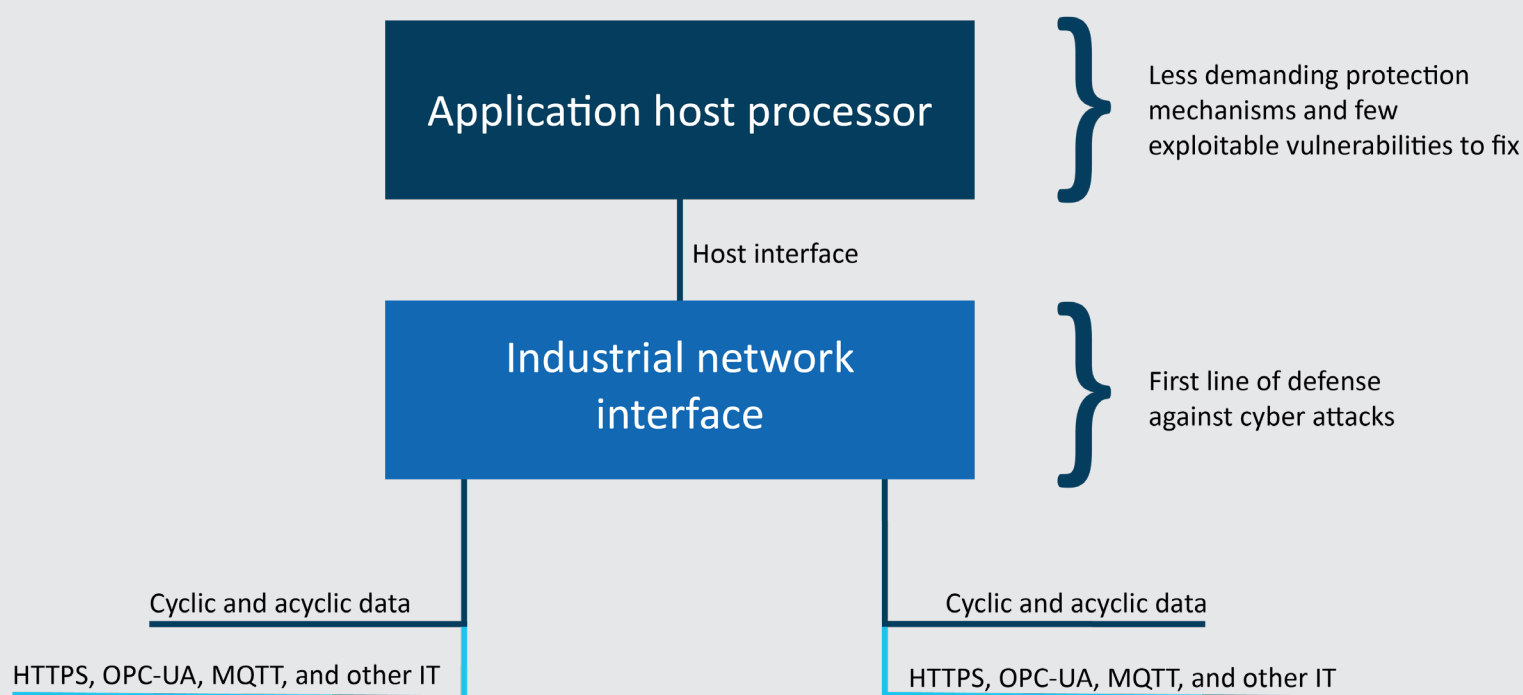 Application host processor
Less demanding protection
mechanisms and few
exploitable vulnerabilities to fix
Host interface
Industrial network
interface
First line of defense
against cyber attacks
Cyclic and acyclic data
Cyclic and acyclic data
HTTPS, OPC-UA, MQTT, and other IT
HTTPS, OPC-UA, MQTT, and other IT